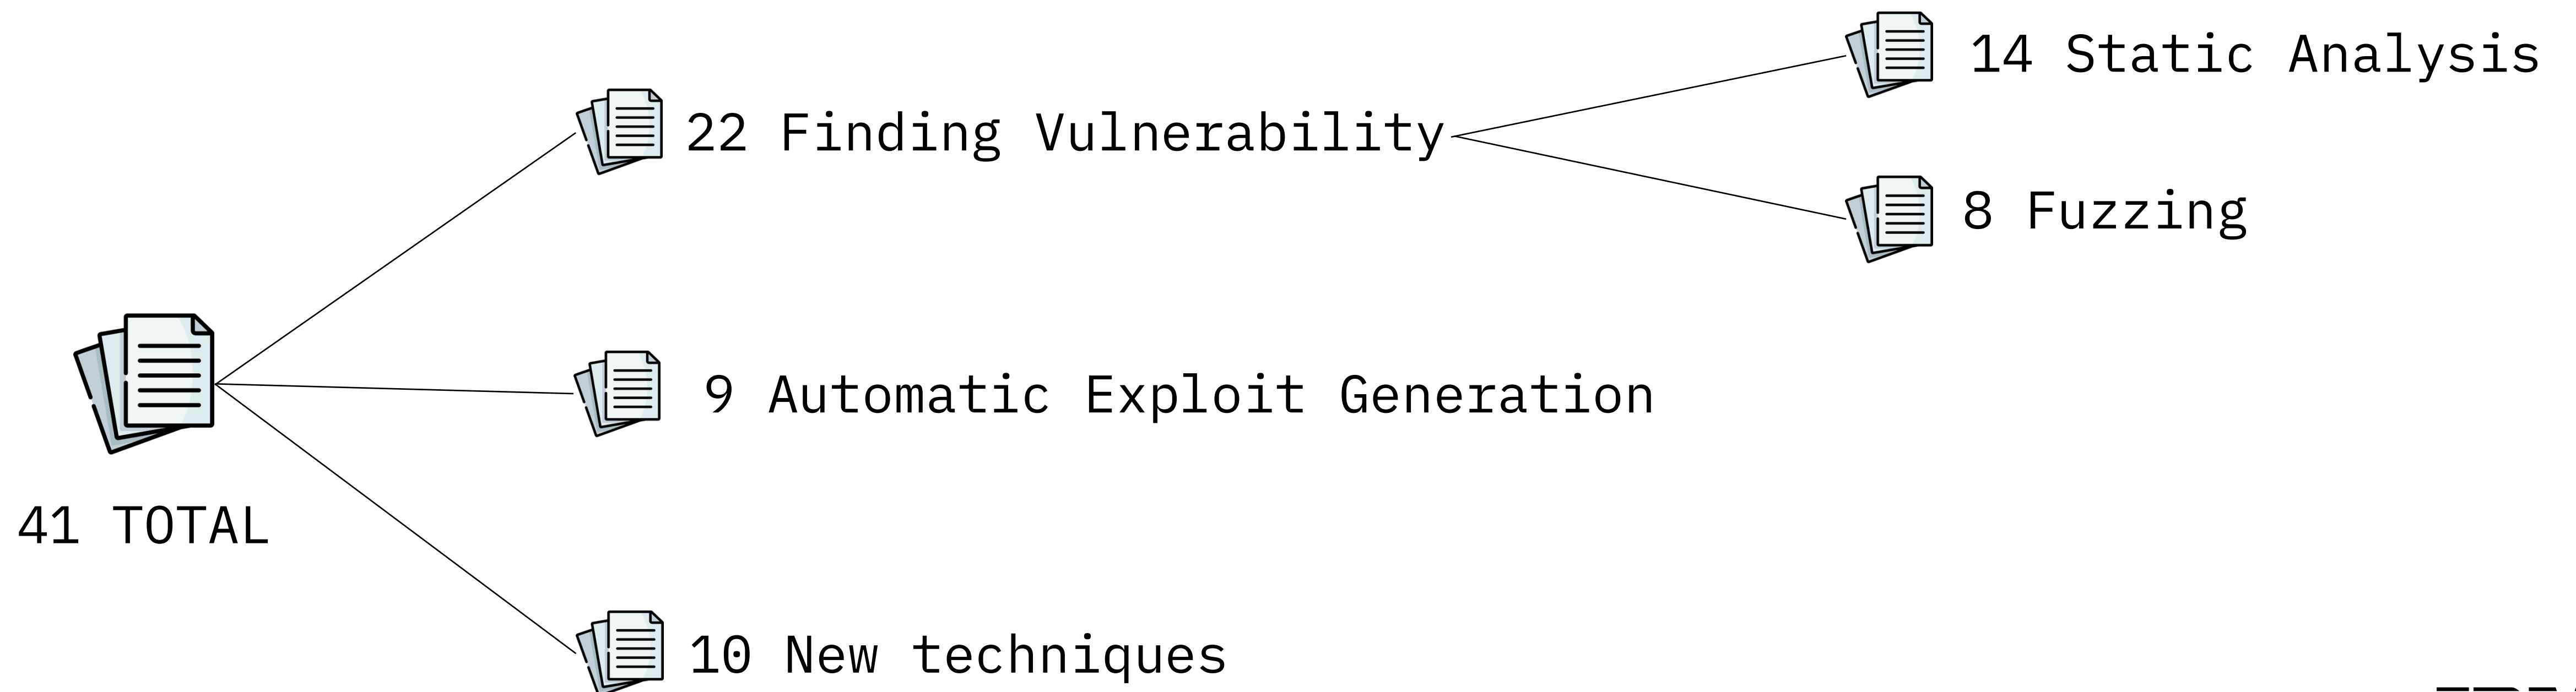 14 Static Analysis
22 Finding Vulnerability
8 Fuzzing
9 Automatic Exploit Generation
41 TOTAL
10 New techniques